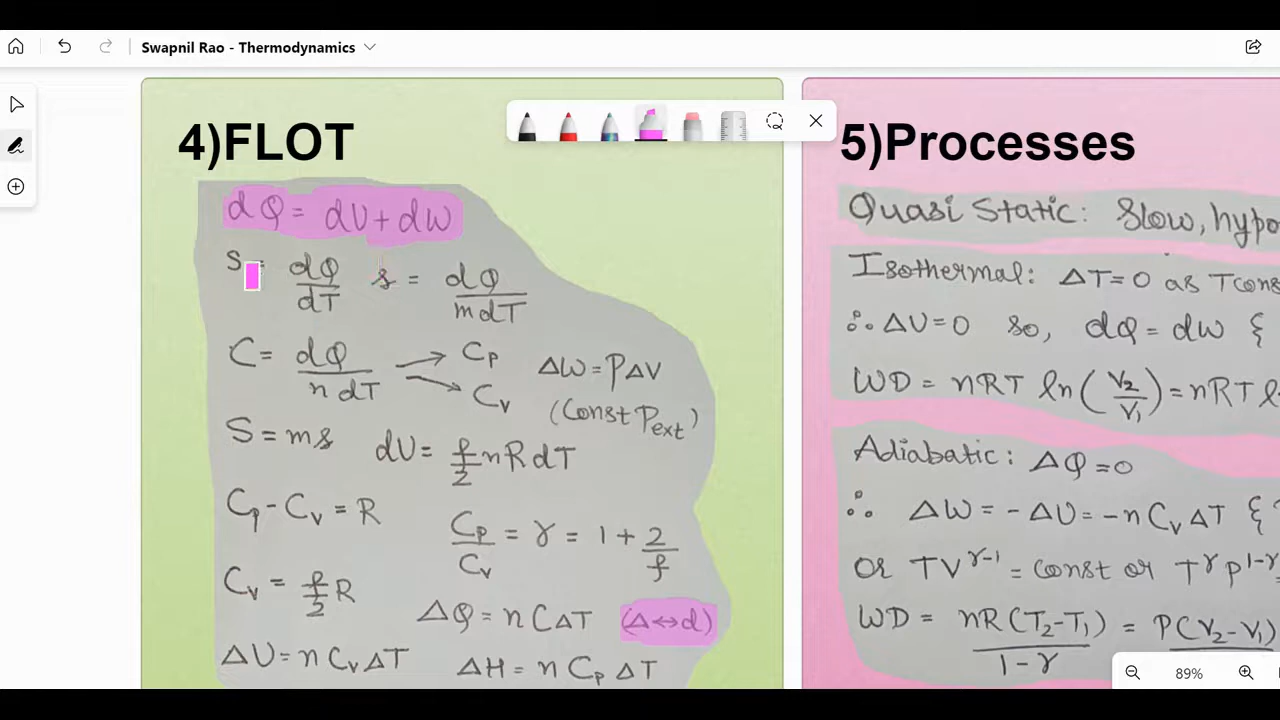 Swapnil Rao - Thermodynamics
4)FLOT
dQ = dU + dW
S = dQ/dT s = dQ/mdT
C = dQ/ndT → Cp → Cv
ΔW = PΔV
(Const Pext)
S = ms dU = f/2 nRdT
Cp - Cv = R
Cp/Cv = γ = 1 + 2/f
Cv = f/2 R
ΔQ = nCΔT (Δ↔d)
ΔU = nCvΔT ΔH = nCpΔT
5)Processes
Quasi Static: Slow, hypo
Isothermal: ΔT=0 as T cons
∴ ΔU=0 so, dQ = dW {
WD = nRT ln(V2/V1) = nRT l
Adiabatic: ΔQ=0
∴ ΔW = -ΔU = -nCvΔT {
or TV^γ-1 = const or T^γ P^1-γ
WD = nR(T2-T1)/1-γ = P(V2-V1)
89%